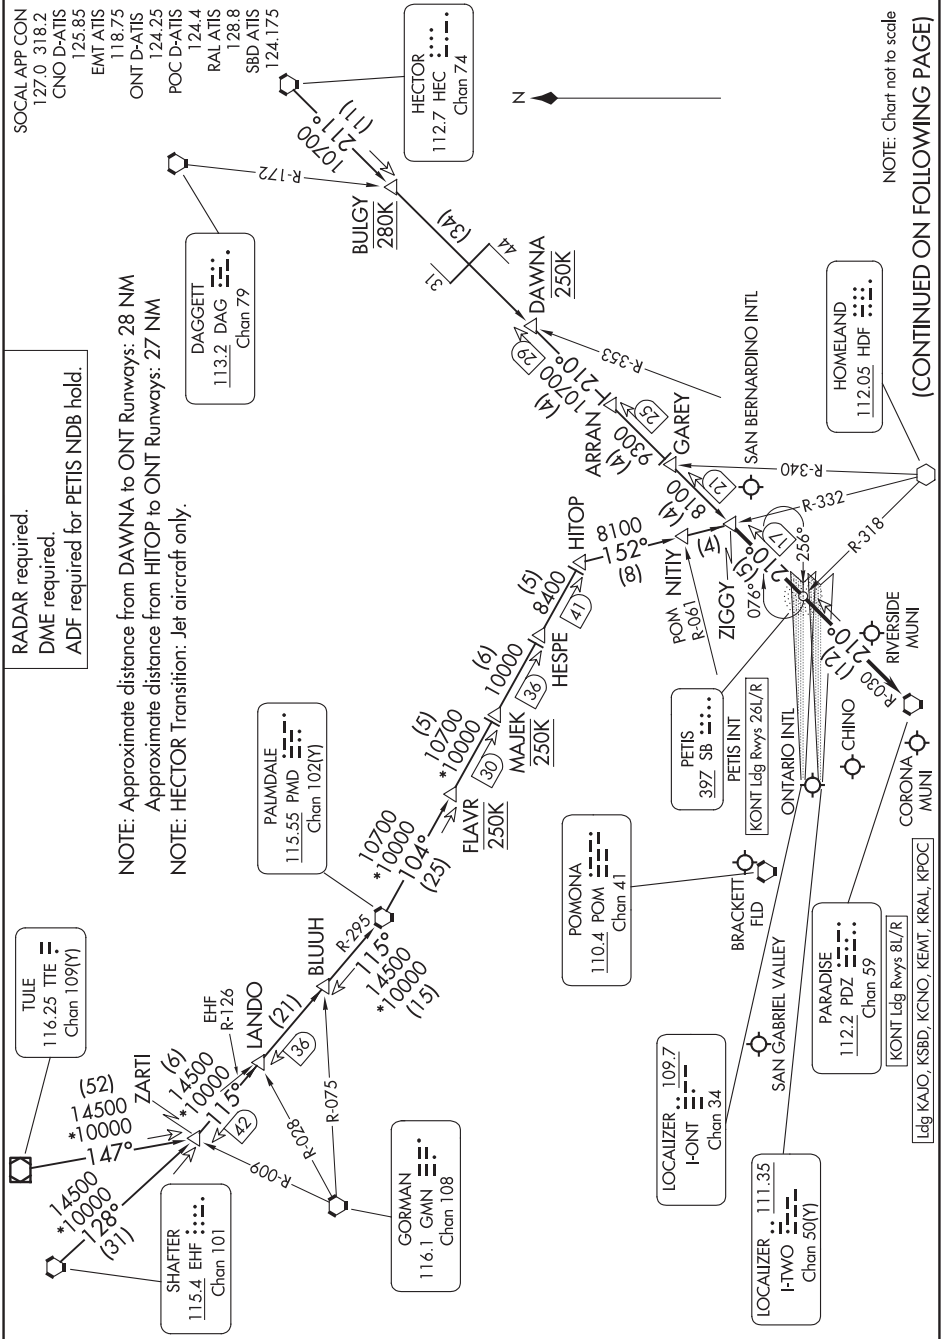 SOCAL APP CON
127.0 318.2
CNO D-ATIS
125.85
EMT ATIS
118.75
ONT D-ATIS
124.25
POC D-ATIS
124.4
RAL ATIS
128.8
SBD ATIS
124.175
RADAR required.
DME required.
ADF required for PETIS NDB hold.
NOTE: Approximate distance from DAWNA to ONT Runways: 28 NM
Approximate distance from HITOP to ONT Runways: 27 NM
NOTE: HECTOR Transition: Jet aircraft only.
TULE
116.25 TTE
Chan 109(Y)
PALMDALE
115.55 PMD
Chan 102(Y)
DAGGETT
113.2 DAG
Chan 79
HECTOR
112.7 HEC
Chan 74
N
R-172
10700
211°
(11)
BULGY
280K
(34)
31
44
DAWNA
250K
29
R-353
(4)
10700
210°
ARRAN
25
(4)
9300
GAREY
21
(4)
8100
SAN BERNARDINO INTL
HOMELAND
112.05 HDF
R-340
R-332
R-318
ZARTI
(52)
14500
*10000
147°
14500
*10000
128°
(31)
SHAFTER
115.4 EHF
Chan 101
(6)
14500
*10000
115°
42
EHF
R-126
LANDO
36
(21)
BLUUH
R-295
115°
14500
*10000
(15)
R-009
R-028
R-075
GORMAN
116.1 GMN
Chan 108
10700
*10000
104°
(25)
FLAVR
250K
(5)
10700
*10000
30
MAJEK
250K
(6)
10000
36
HESPE
(5)
8400
41
HITOP
8100
152°
(8)
NITIY
POM
R-061
(4)
ZIGGY
17
210°
(5)
076°
256°
PETIS
397 SB
PETIS INT
KONT Ldg Rwys 26L/R
ONTARIO INTL
(12)
210°
R-030
RIVERSIDE
MUNI
CHINO
CORONA
MUNI
POMONA
110.4 POM
Chan 41
BRACKETT
FLD
SAN GABRIEL VALLEY
LOCALIZER 109.7
I-ONT
Chan 34
LOCALIZER 111.35
I-TWO
Chan 50(Y)
PARADISE
112.2 PDZ
Chan 59
KONT Ldg Rwys 8L/R
Ldg KAJO, KSBD, KCNO, KEMT, KRAL, KPOC
NOTE: Chart not to scale
(CONTINUED ON FOLLOWING PAGE)